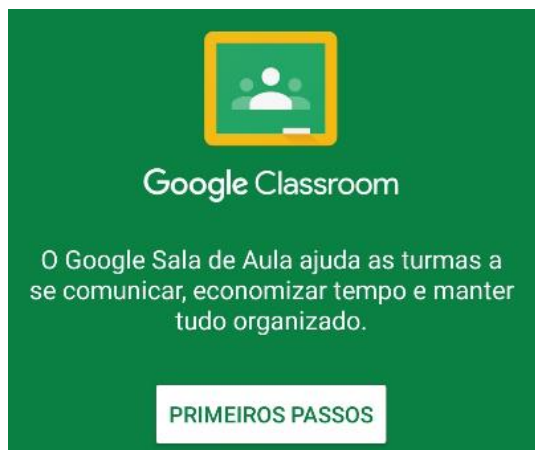 Google Classroom
O Google Sala de Aula ajuda as turmas a
se comunicar, economizar tempo e manter
tudo organizado.
PRIMEIROS PASSOS